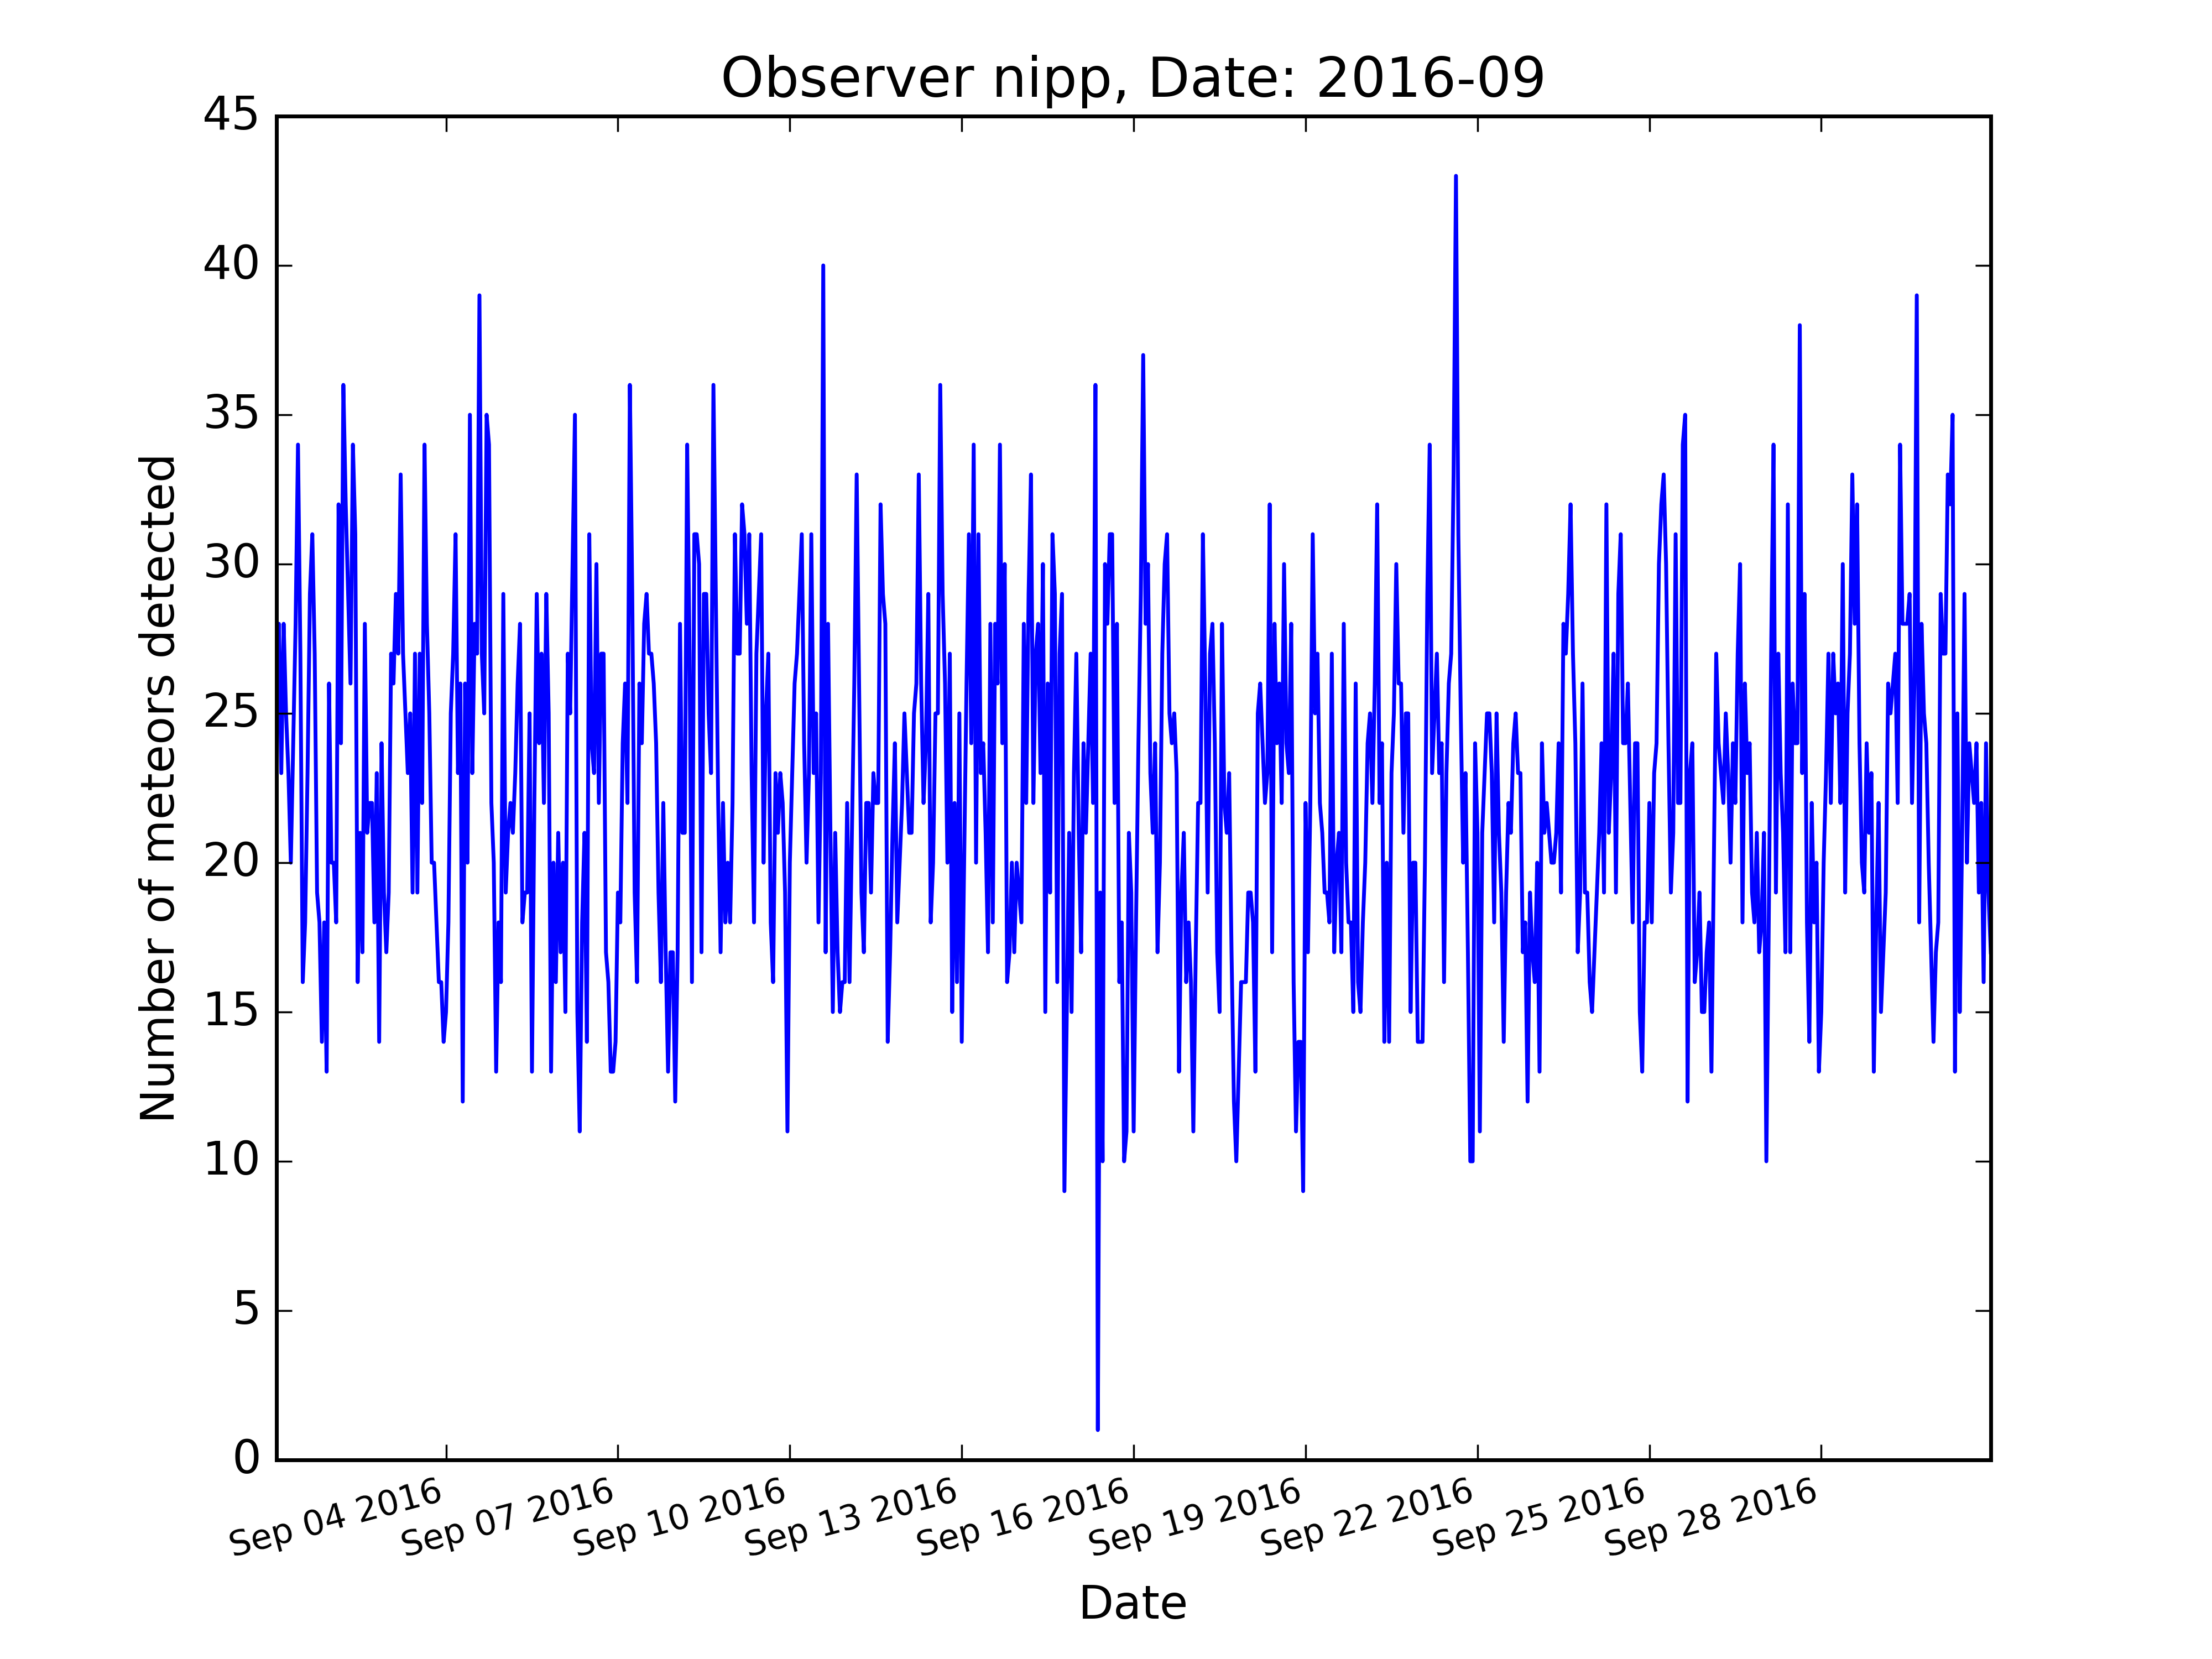 Observer nipp, Date: 2016-09
Number of meteors detected
45
40
35
30
25
20
15
10
5
0
Sep 04 2016
Sep 07 2016
Sep 10 2016
Sep 13 2016
Sep 16 2016
Sep 19 2016
Sep 22 2016
Sep 25 2016
Sep 28 2016
Date